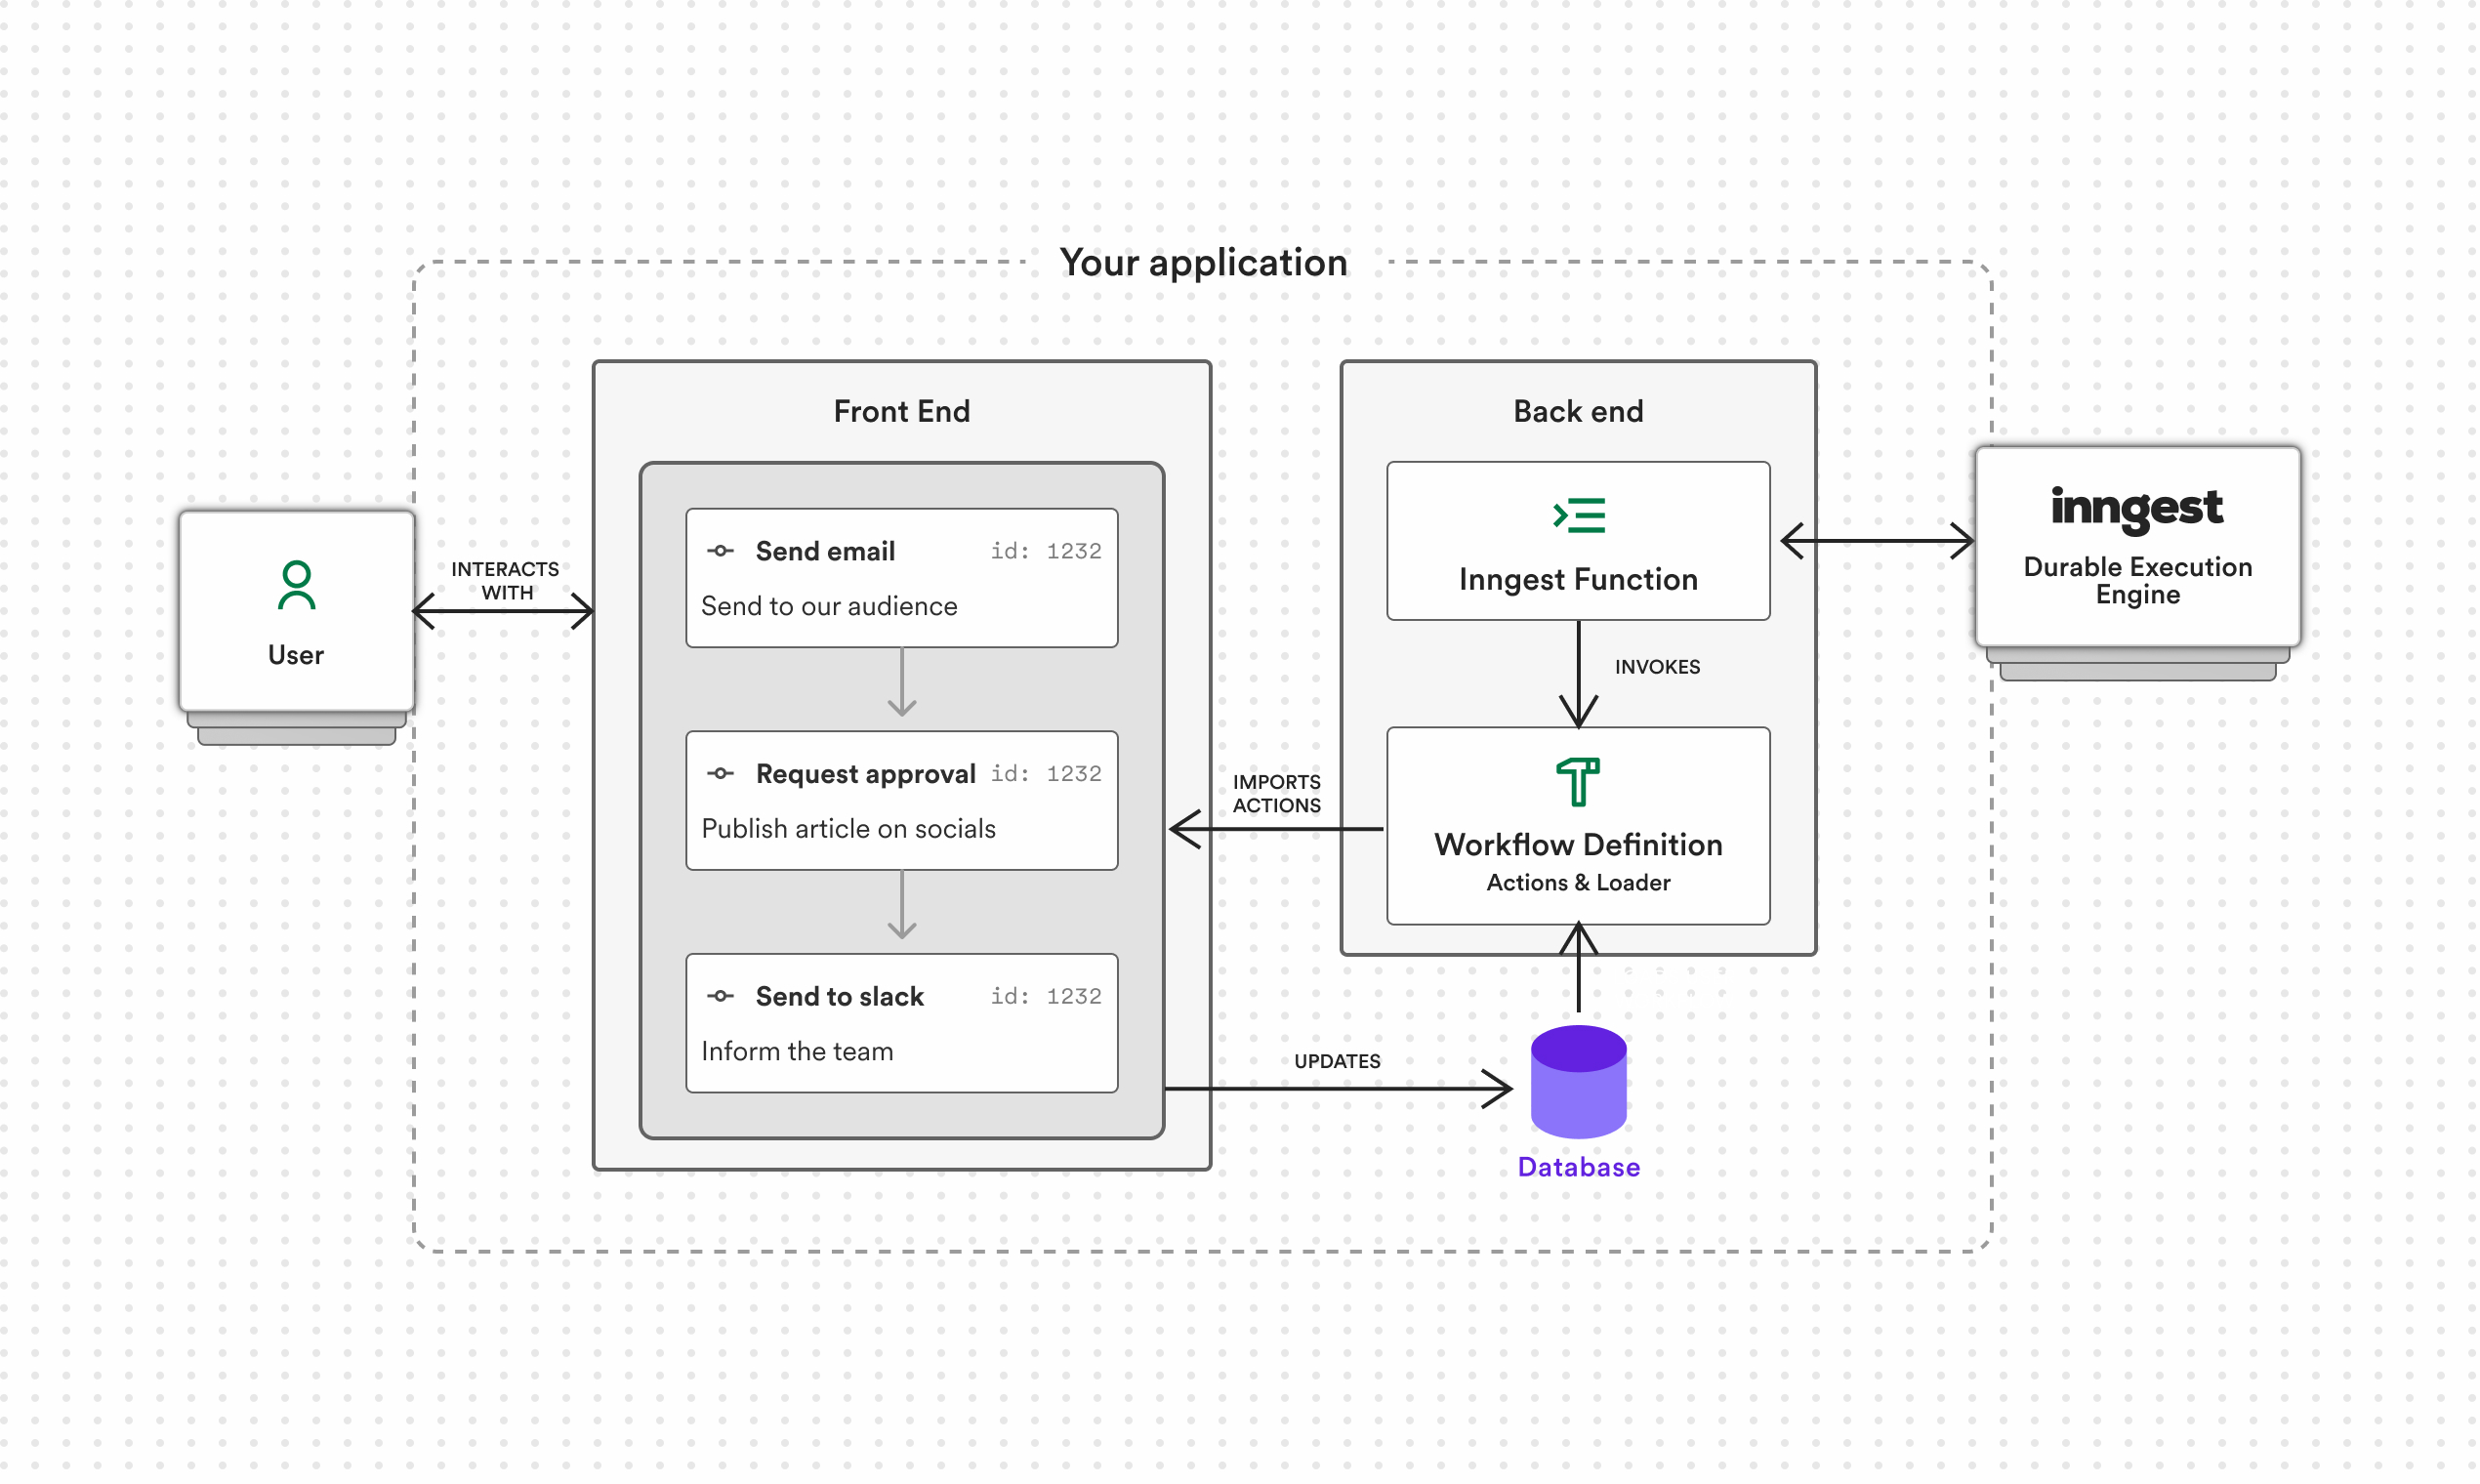 Your application
User
INTERACTS
WITH
Front End
Send email id: 1232
Send to our audience
Request approval id: 1232
Publish article on socials
Send to slack id: 1232
Inform the team
IMPORTS
ACTIONS
UPDATES
Back end
Inngest Function
INVOKES
Workflow Definition
Actions & Loader
Database
inngest
Durable Execution
Engine